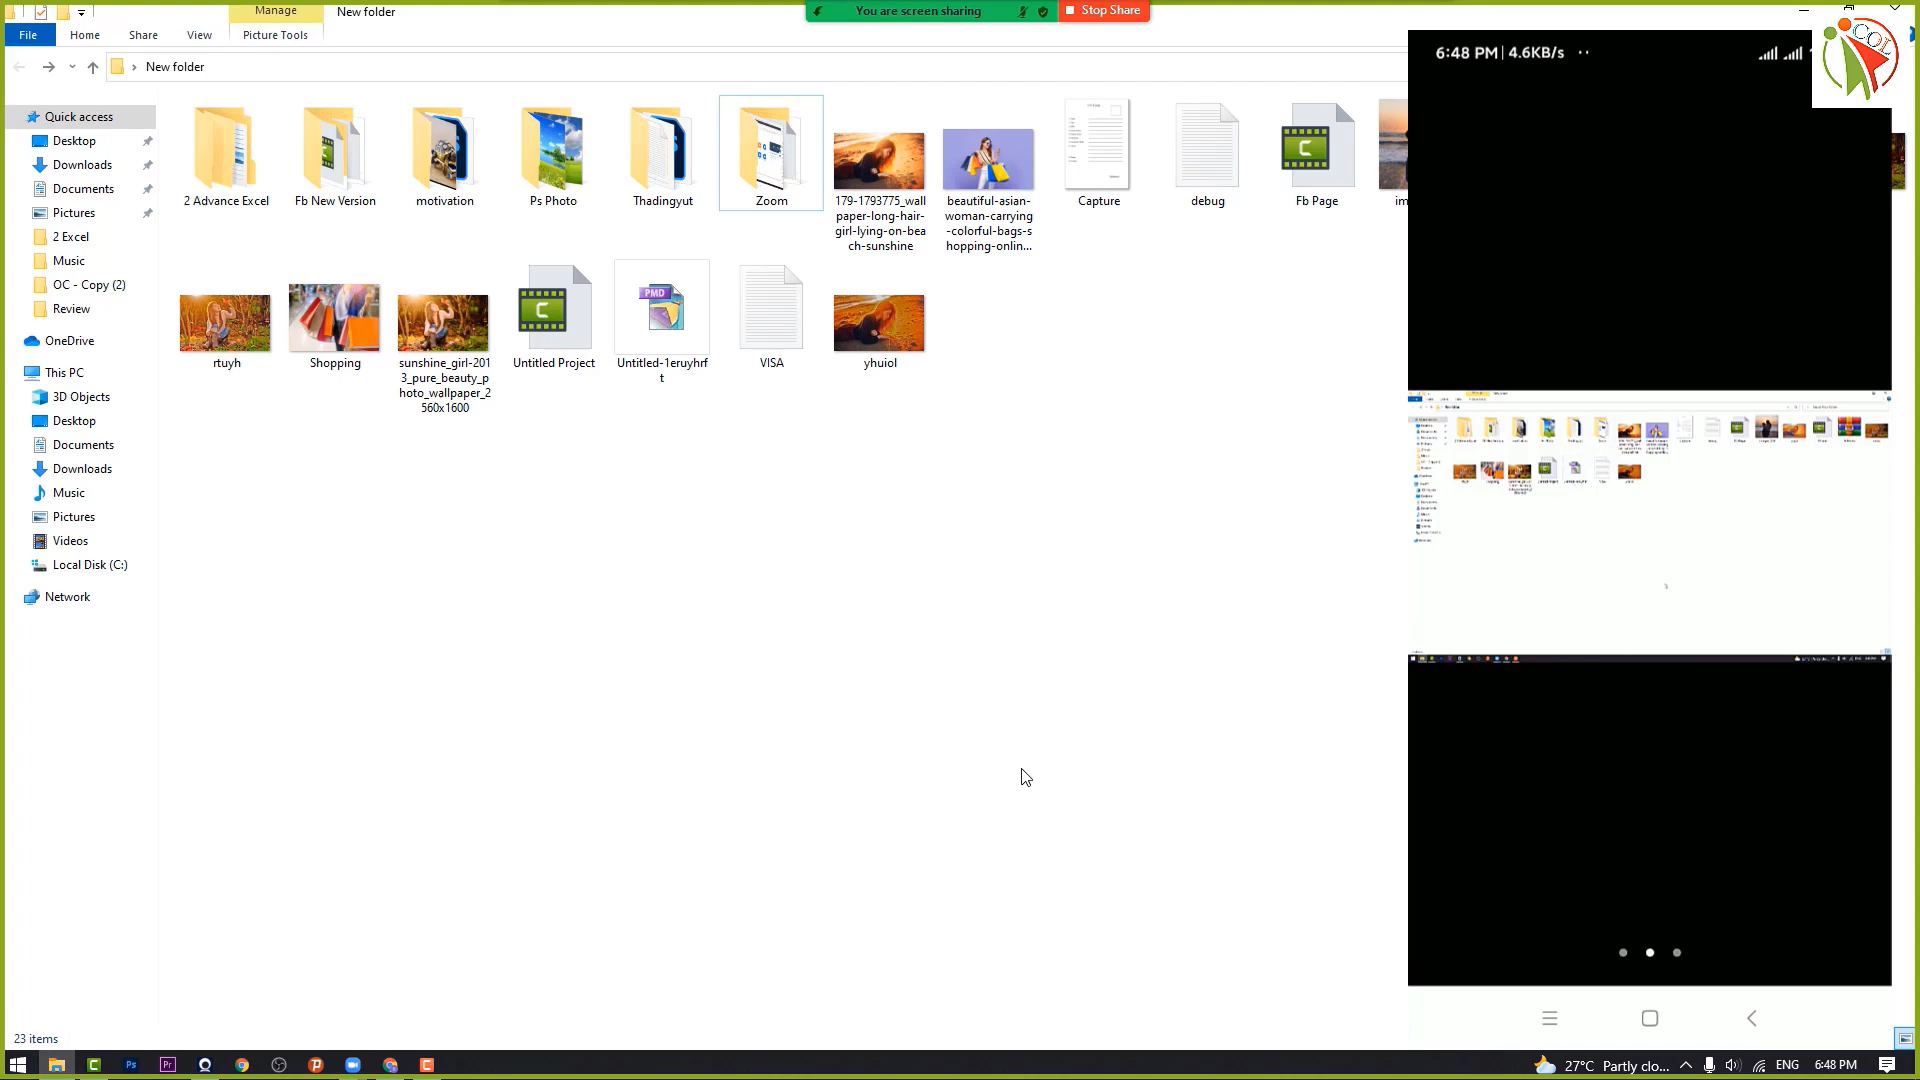 Manage
New folder
You are screen sharing
Stop Share
File
Home
Share
View
Picture Tools
New folder
6:48 PM | 4.6KB/s ··
COL
Quick access
Desktop
Downloads
Documents
Pictures
2 Excel
Music
OC - Copy (2)
Review
OneDrive
This PC
3D Objects
Desktop
Documents
Downloads
Music
Pictures
Videos
Local Disk (C:)
Network
2 Advance Excel
Fb New Version
motivation
Ps Photo
Thadingyut
Zoom
179-1793775_wall
paper-long-hair-
girl-lying-on-bea
ch-sunshine
beautiful-asian-
woman-carrying
-colorful-bags-s
hopping-onlin...
Capture
debug
Fb Page
im
rtuyh
Shopping
sunshine_girl-201
3_pure_beauty_p
hoto_wallpaper_2
560x1600
Untitled Project
PMD
Untitled-1eruyhrf
t
VISA
yhuiol
23 items
Ps
Pr
27°C Partly clo...
ENG
6:48 PM